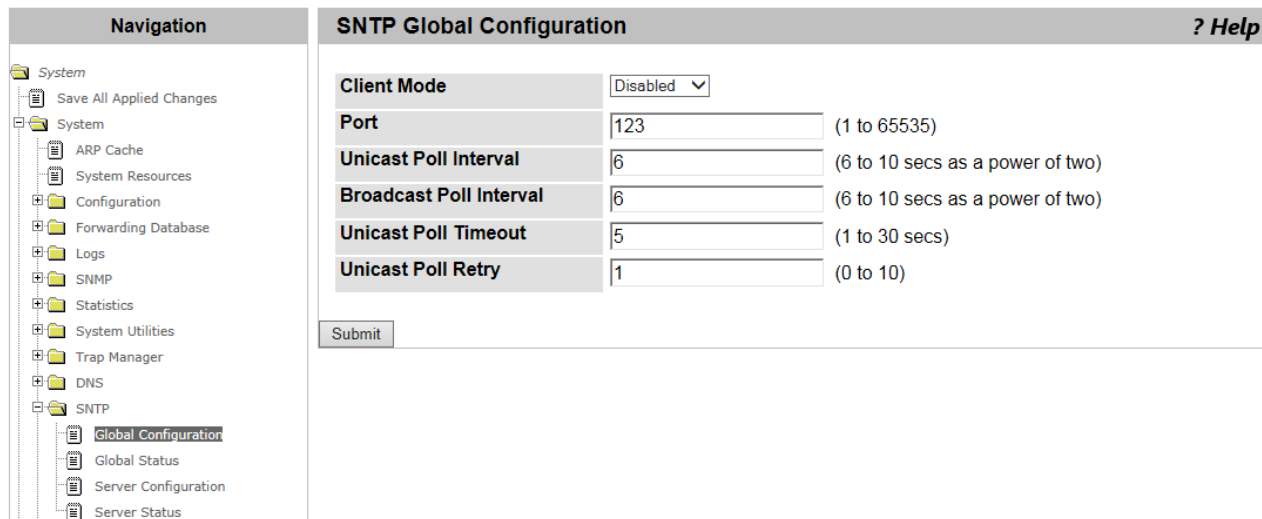 Navigation
System
Save All Applied Changes
System
ARP Cache
System Resources
Configuration
Forwarding Database
Logs
SNMP
Statistics
System Utilities
Trap Manager
DNS
SNTP
Global Configuration
Global Status
Server Configuration
Server Status
SNTP Global Configuration ? Help
Client Mode Disabled
Port 123 (1 to 65535)
Unicast Poll Interval 6 (6 to 10 secs as a power of two)
Broadcast Poll Interval 6 (6 to 10 secs as a power of two)
Unicast Poll Timeout 5 (1 to 30 secs)
Unicast Poll Retry 1 (0 to 10)
Submit